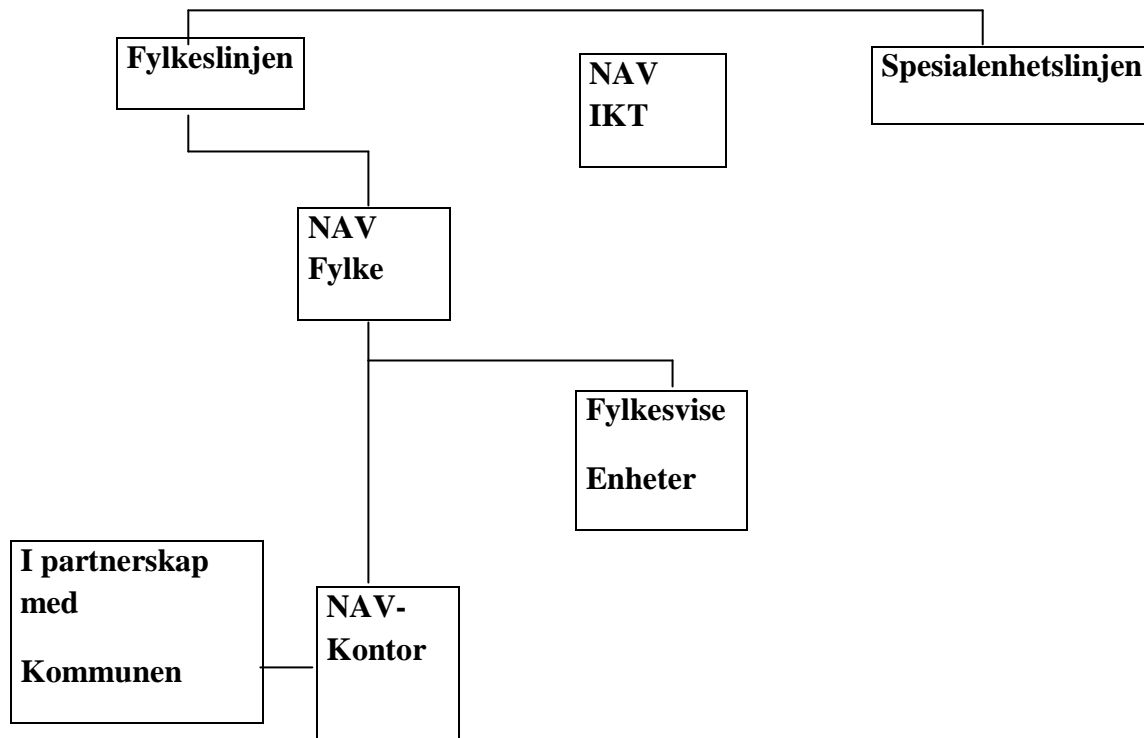 Fylkeslinjen
NAV
IKT
Spesialenhetslinjen
NAV
Fylke
Fylkesvise
Enheter
I partnerskap
med
Kommunen
NAV-
Kontor